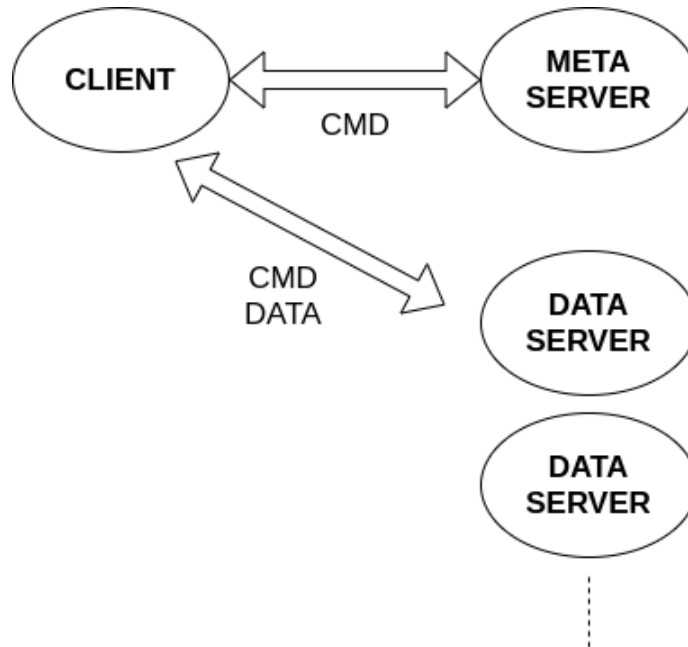 CLIENT
META
SERVER
CMD
CMD
DATA
DATA
SERVER
DATA
SERVER